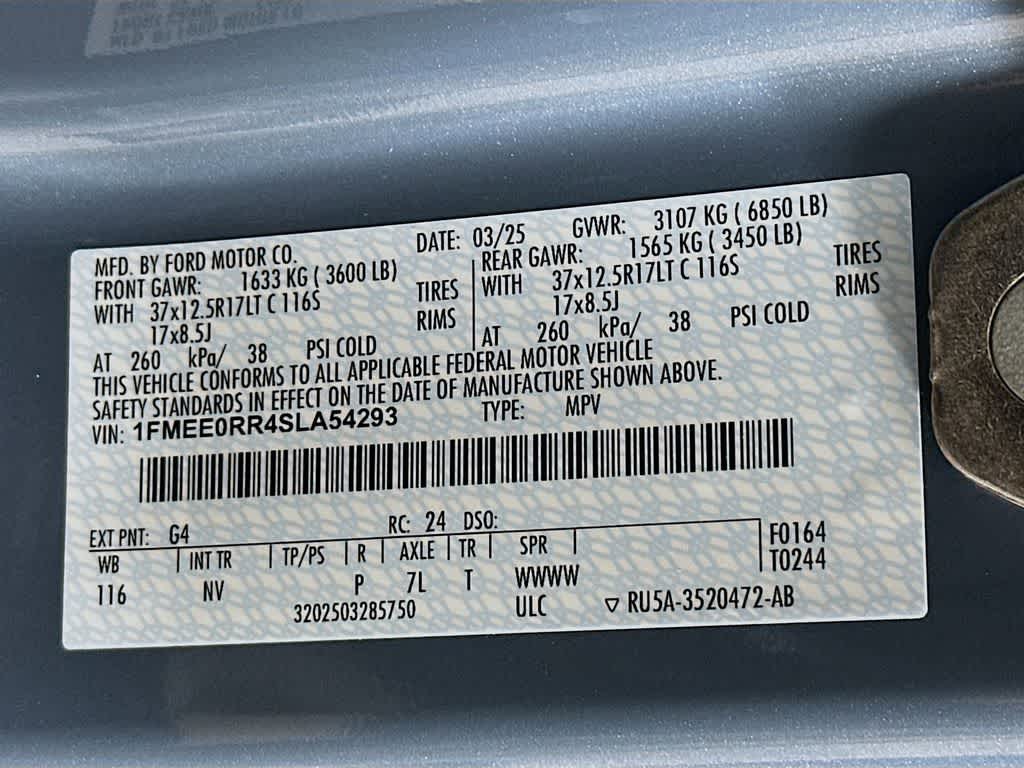 MFD. BY FORD MOTOR CO.
DATE: 03/25 GVWR: 3107 KG ( 6850 LB)
FRONT GAWR: 1633 KG ( 3600 LB)
REAR GAWR: 1565 KG ( 3450 LB)
WITH 37x12.5R17LT C 116S TIRES
WITH 37x12.5R17LT C 116S TIRES
17x8.5J RIMS
17x8.5J RIMS
AT 260 kPa/ 38 PSI COLD
AT 260 kPa/ 38 PSI COLD
THIS VEHICLE CONFORMS TO ALL APPLICABLE FEDERAL MOTOR VEHICLE
SAFETY STANDARDS IN EFFECT ON THE DATE OF MANUFACTURE SHOWN ABOVE.
VIN: 1FMEE0RR4SLA54293 TYPE: MPV
EXT PNT: G4 RC: 24 DSO:
WB INT TR TP/PS R AXLE TR SPR F0164
116 NV P 7L T WWWW T0244
3202503285750 ULC ▽ RU5A-3520472-AB